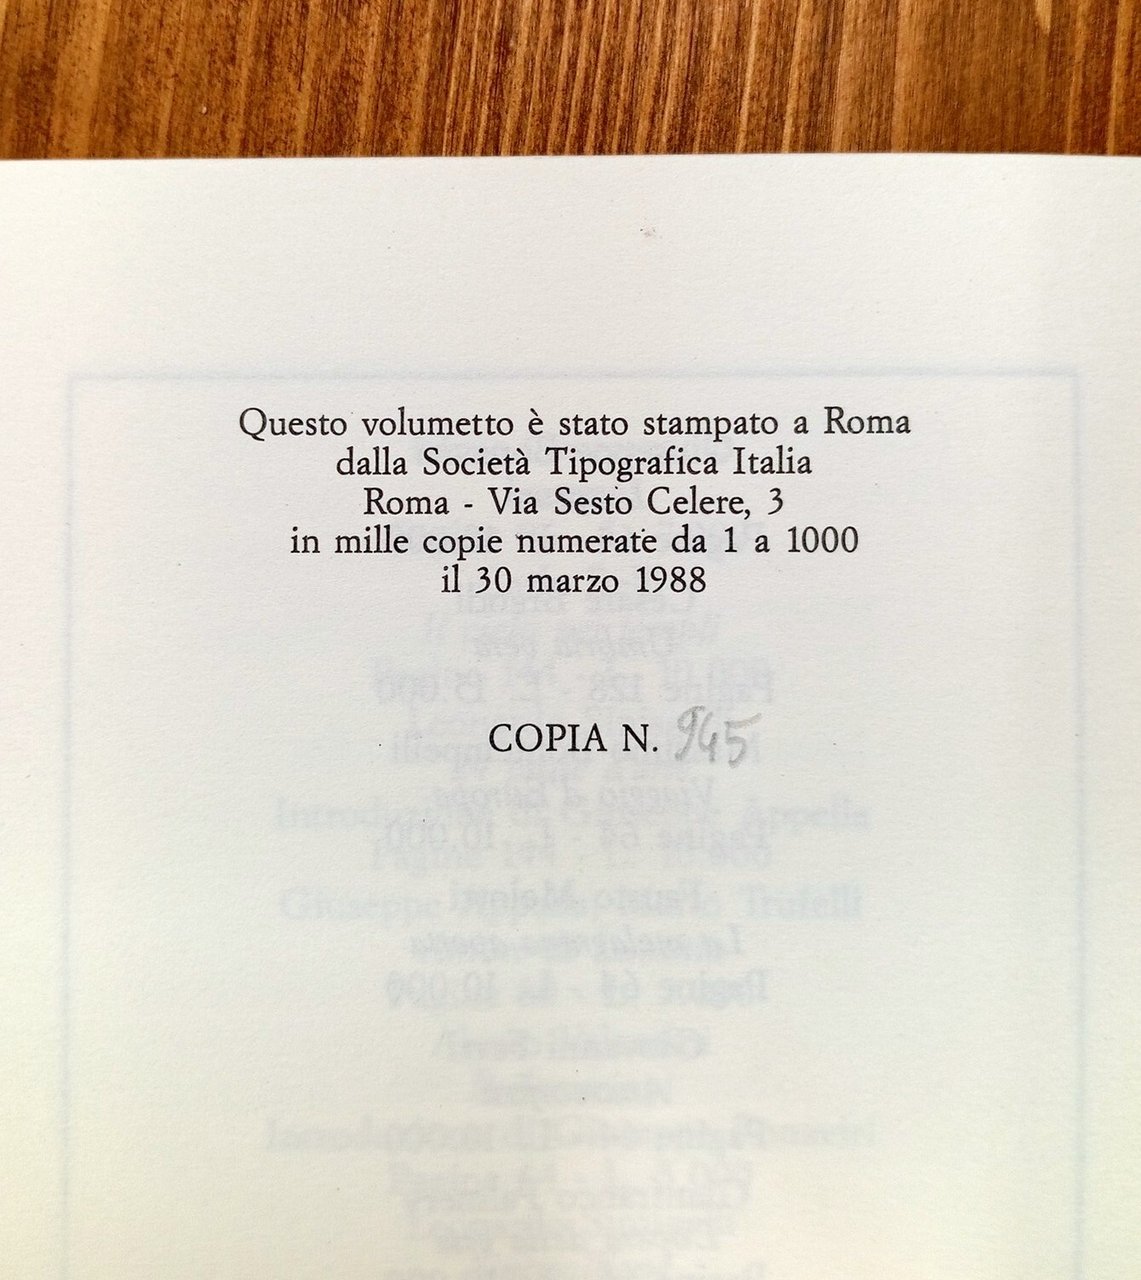 Questo volumetto è stato stampato a Roma
dalla Società Tipografica Italia
Roma - Via Sesto Celere, 3
in mille copie numerate da 1 a 1000
il 30 marzo 1988
COPIA N. 945